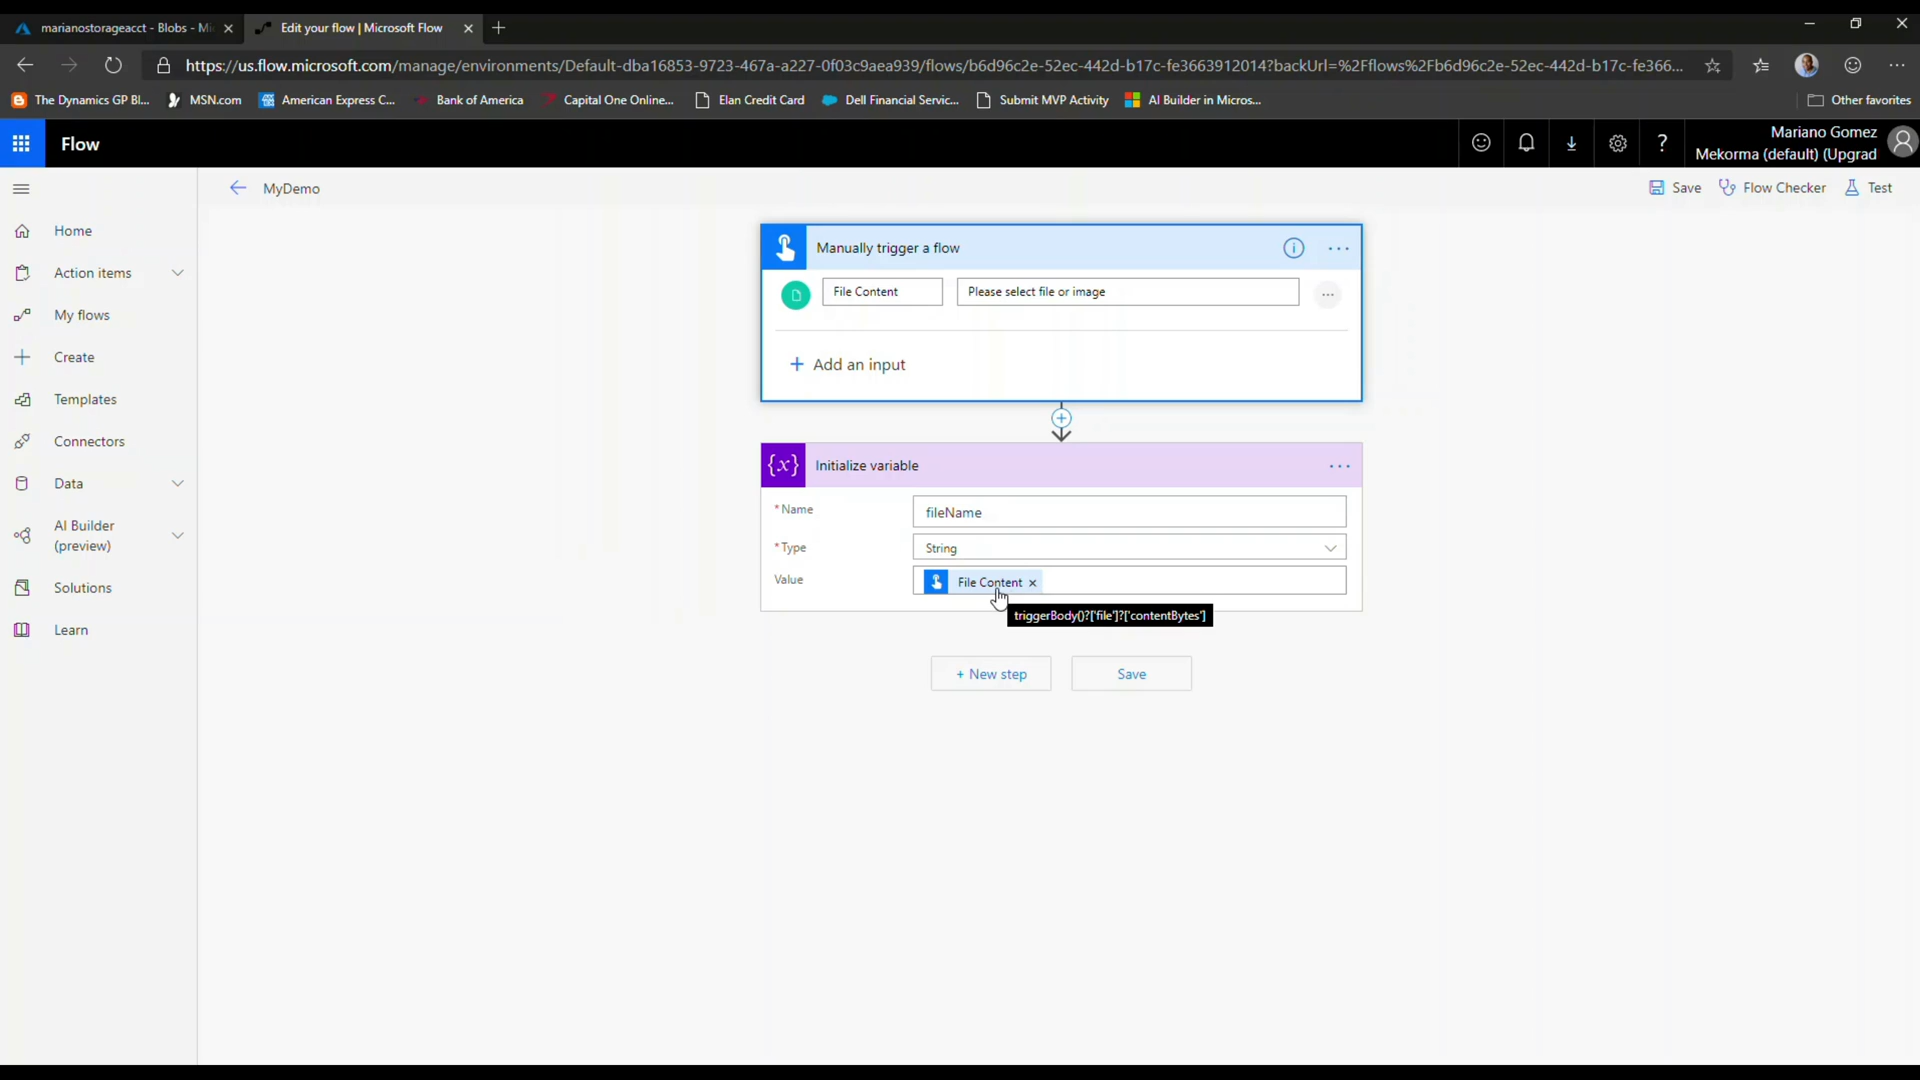 marianostorageacct - Blobs - Mi
Edit your flow | Microsoft Flow
https://us.flow.microsoft.com/manage/environments/Default-dba16853-9723-467a-a227-0f03c9aea939/flows/b6d96c2e-52ec-442d-b17c-fe3663912014?backUrl=%2Fflows%2Fb6d96c2e-52ec-442d-b17c-fe366...
The Dynamics GP Bl... MSN.com American Express C... Bank of America Capital One Online... Elan Credit Card Dell Financial Servic... Submit MVP Activity AI Builder in Micros... Other favorites
Flow
?
Mariano Gomez
Mekorma (default) (Upgrad
MyDemo
Save Flow Checker Test
Home
Action items
My flows
Create
Templates
Connectors
Data
AI Builder
(preview)
Solutions
Learn
Manually trigger a flow
File Content Please select file or image
+ Add an input
{x} Initialize variable
* Name fileName
* Type String
Value File Content ×
triggerBody()?['file']?['contentBytes']
+ New step Save